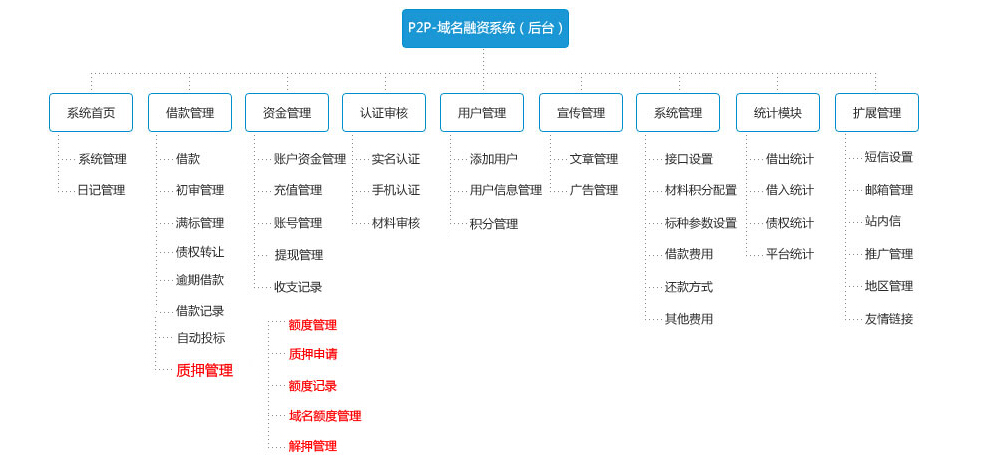 P2P-域名融资系统（后台）
系统首页
借款管理
资金管理
认证审核
用户管理
宣传管理
系统管理
统计模块
扩展管理
系统管理
日记管理
借款
初审管理
满标管理
债权转让
逾期借款
借款记录
自动投标
质押管理
账户资金管理
充值管理
账号管理
提现管理
收支记录
额度管理
质押申请
额度记录
域名额度管理
解押管理
实名认证
手机认证
材料审核
添加用户
用户信息管理
积分管理
文章管理
广告管理
接口设置
材料积分配置
标种参数设置
借款费用
还款方式
其他费用
借出统计
借入统计
债权统计
平台统计
短信设置
邮箱管理
站内信
推广管理
地区管理
友情链接